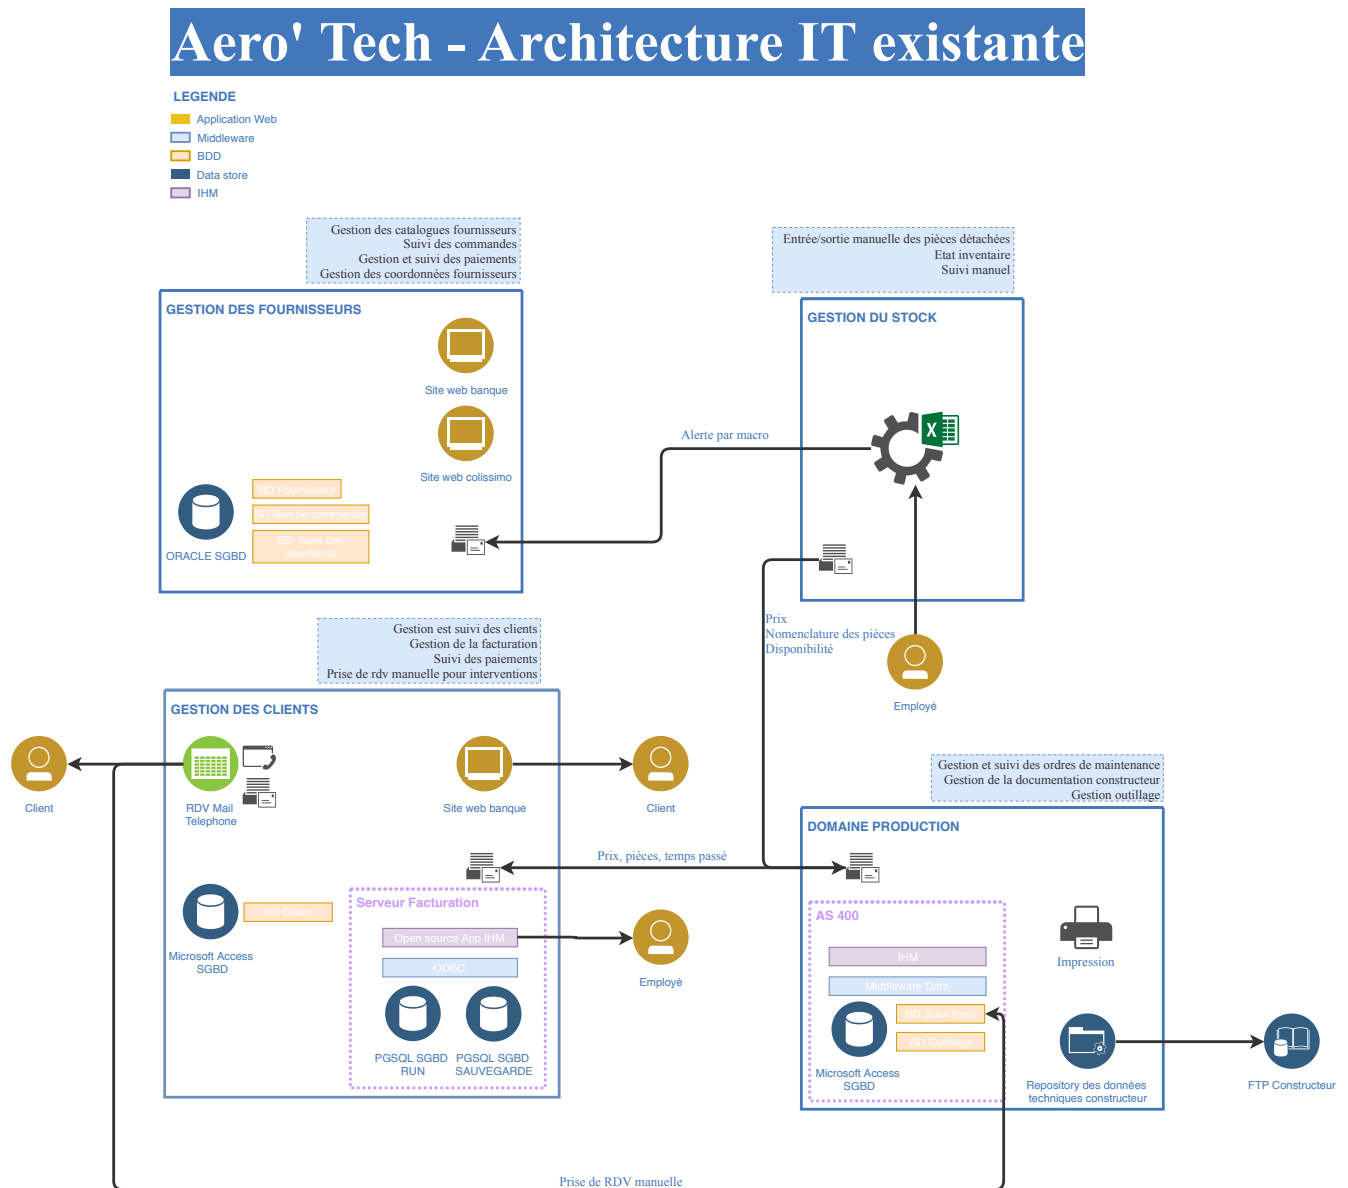 Aero' Tech - Architecture IT existante
LEGENDE
Application Web
Middleware
BDD
Data store
IHM
Gestion des catalogues fournisseurs
Suivi des commandes
Gestion et suivi des paiements
Gestion des coordonnées fournisseurs
GESTION DES FOURNISSEURS
Site web banque
Site web colissimo
BD Fournisseur
BD Bon de commande
BD Suivi des
paiements
ORACLE SGBD
Alerte par macro
Entrée/sortie manuelle des pièces détachées
Etat inventaire
Suivi manuel
GESTION DU STOCK
X
Prix
Nomenclature des pièces
Disponibilité
Employé
Gestion est suivi des clients
Gestion de la facturation
Suivi des paiements
Prise de rdv manuelle pour interventions
GESTION DES CLIENTS
Client
RDV Mail
Telephone
Site web banque
Client
Prix, pièces, temps passé
BD Client
Microsoft Access
SGBD
Serveur Facturation
Open source App IHM
ODBC
PGSQL SGBD
RUN
PGSQL SGBD
SAUVEGARDE
Employé
Gestion et suivi des ordres de maintenance
Gestion de la documentation constructeur
Gestion outillage
DOMAINE PRODUCTION
AS 400
IHM
Middleware Data
BD Suivi Prod
BD Outillage
Microsoft Access
SGBD
Impression
Repository des données
techniques constructeur
FTP Constructeur
Prise de RDV manuelle